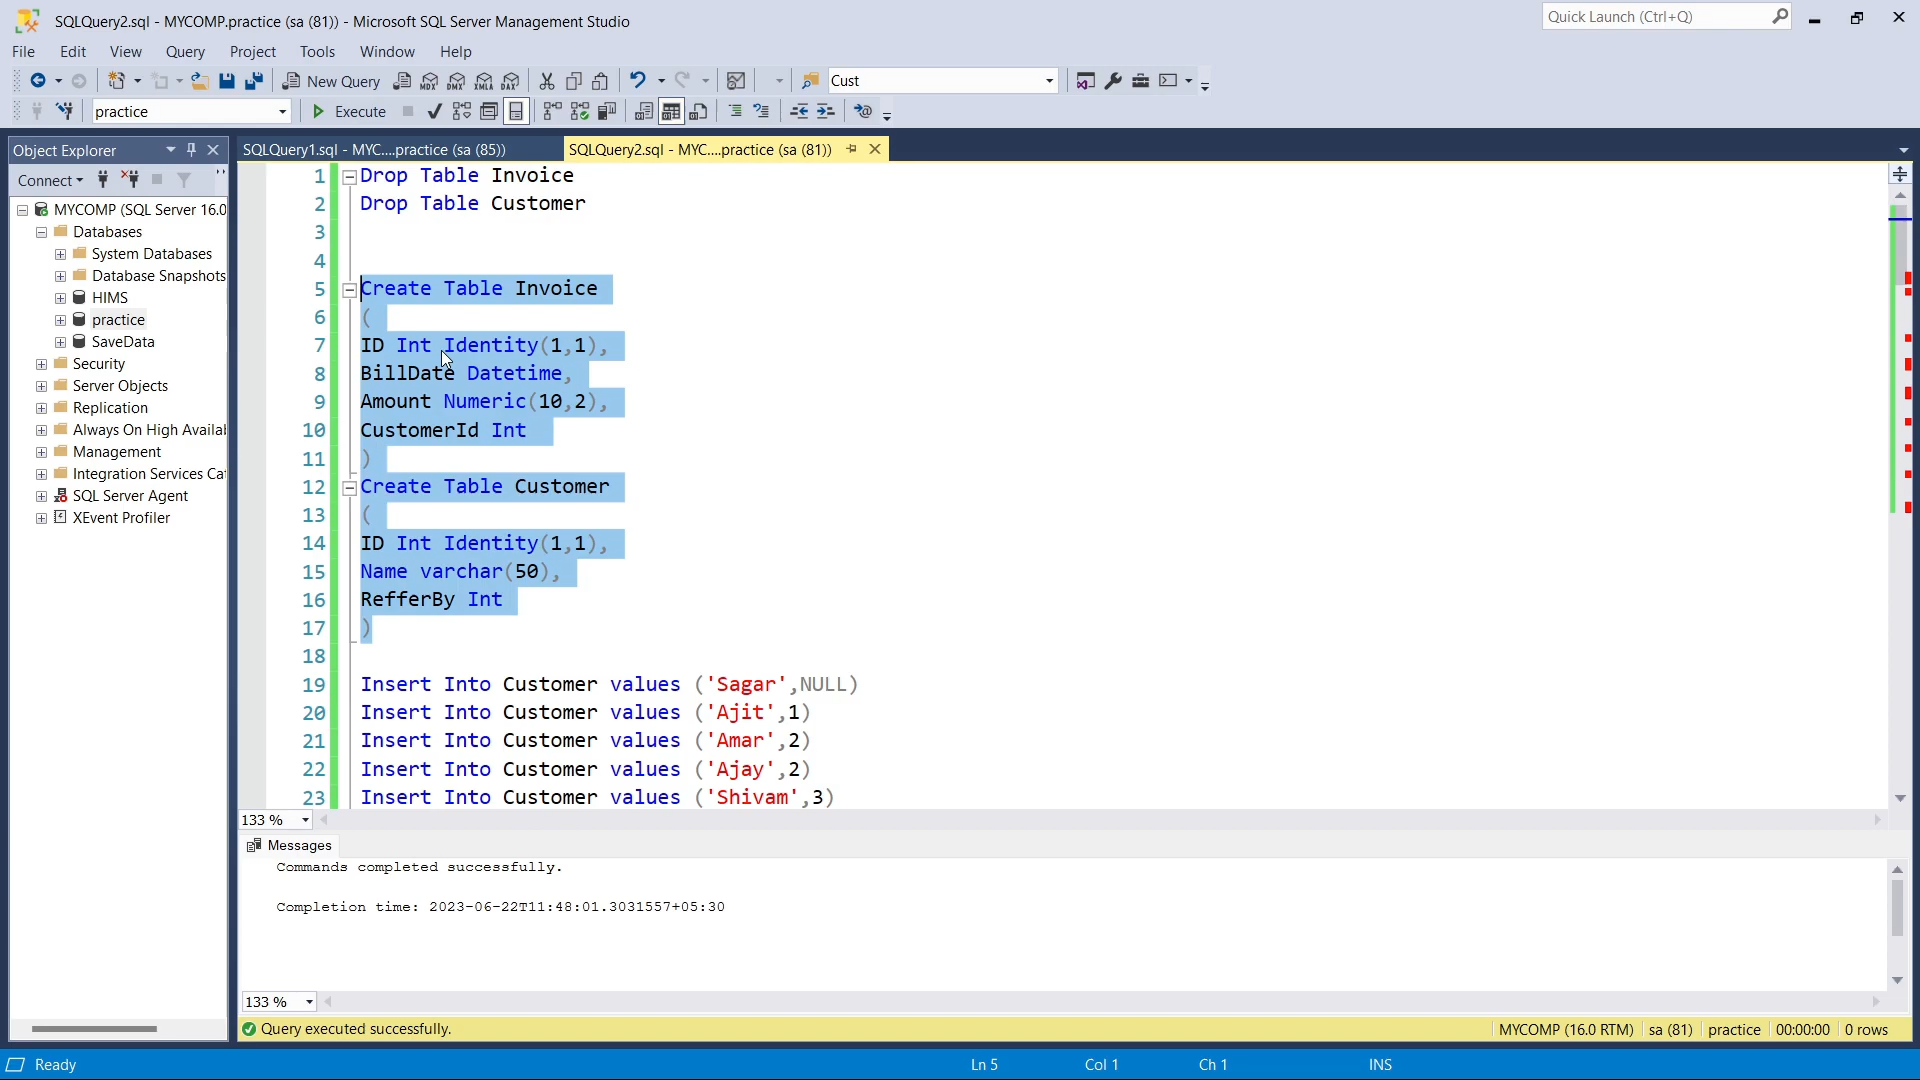 SQLQuery2.sql - MYCOMP.practice (sa (81)) - Microsoft SQL Server Management Studio
Quick Launch (Ctrl+Q)
File Edit View Query Project Tools Window Help
New Query MDX DMX XMLA DAX Cust
practice Execute
Object Explorer
SQLQuery1.sql - MYC....practice (sa (85))
SQLQuery2.sql - MYC....practice (sa (81))
Connect
MYCOMP (SQL Server 16.0
Databases
System Databases
Database Snapshots
HIMS
practice
SaveData
Security
Server Objects
Replication
Always On High Availab
Management
Integration Services Cat
SQL Server Agent
XEvent Profiler
1 Drop Table Invoice
2 Drop Table Customer
3
4
5 Create Table Invoice
6 (
7 ID Int Identity(1,1),
8 BillDate Datetime,
9 Amount Numeric(10,2),
10 CustomerId Int
11 )
12 Create Table Customer
13 (
14 ID Int Identity(1,1),
15 Name varchar(50),
16 RefferBy Int
17 )
18
19 Insert Into Customer values ('Sagar',NULL)
20 Insert Into Customer values ('Ajit',1)
21 Insert Into Customer values ('Amar',2)
22 Insert Into Customer values ('Ajay',2)
23 Insert Into Customer values ('Shivam',3)
133 %
Messages
Commands completed successfully.
Completion time: 2023-06-22T11:48:01.3031557+05:30
133 %
Query executed successfully.
MYCOMP (16.0 RTM) sa (81) practice 00:00:00 0 rows
Ready Ln 5 Col 1 Ch 1 INS